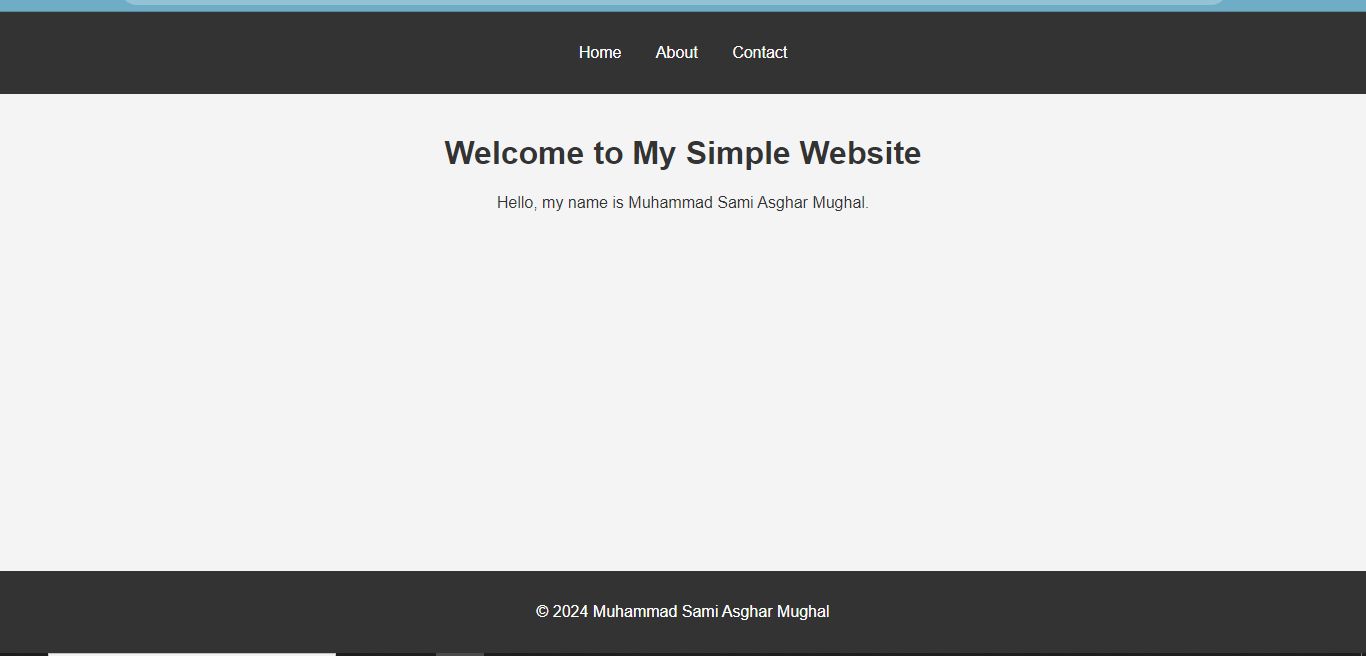 Home About Contact
Welcome to My Simple Website
Hello, my name is Muhammad Sami Asghar Mughal.
© 2024 Muhammad Sami Asghar Mughal